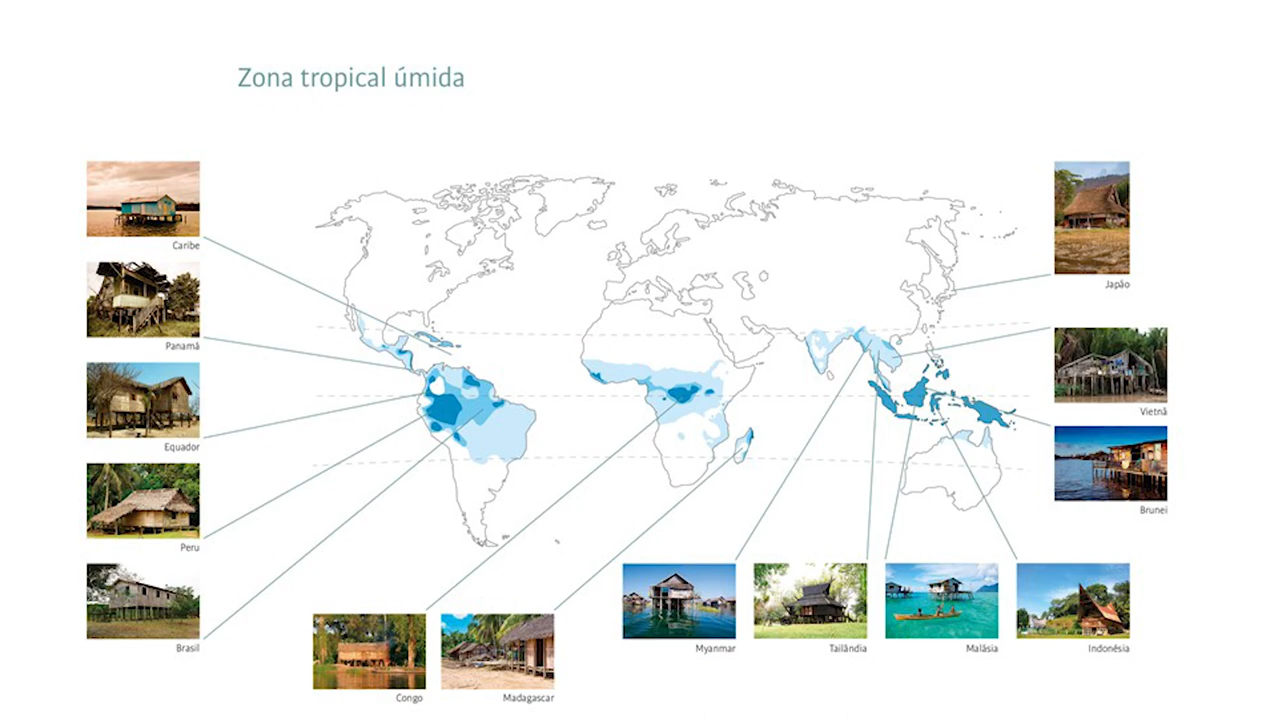 Zona tropical úmida
Caribe
Panamá
Equador
Peru
Brasil
Congo
Madagascar
Myanmar
Tailândia
Malásia
Indonésia
Japão
Vietnã
Brunei